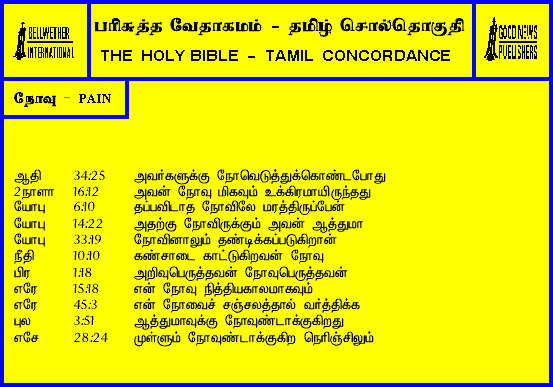 BELLWETHER
INTERNATIONAL
பரிசுத்த வேதாகமம் - தமிழ் சொல்தொகுதி
THE HOLY BIBLE - TAMIL CONCORDANCE
GOOD NEWS
PUBLISHERS
நோவு - PAIN
ஆதி 34:25 அவர்களுக்கு நோவெடுத்துக்கொண்டபோது
2நாளா 16:12 அவன் நோவு மிகவும் உக்கிரமாயிருந்தது
யோபு 6:10 தப்பவிடாத நோவிலே மரத்திருப்பேன்
யோபு 14:22 அதற்கு நோவிருக்கும் அவன் ஆத்துமா
யோபு 33:19 நோவினாலும் தண்டிக்கப்படுகிறான்
நீதி 10:10 கண்சாடை காட்டுகிறவன் நோவு
பிர 1:18 அறிவுபெருத்தவன் நோவுபெருத்தவன்
எரே 15:18 என் நோவு நித்தியகாலமாகவும்
எரே 45:3 என் நோவைச் சஞ்சலத்தால் வர்த்திக்க
புல 3:51 ஆத்துமாவுக்கு நோவுண்டாக்குகிறது
எசே 28:24 முள்ளும் நோவுண்டாக்குகிற நெரிஞ்சிலும்